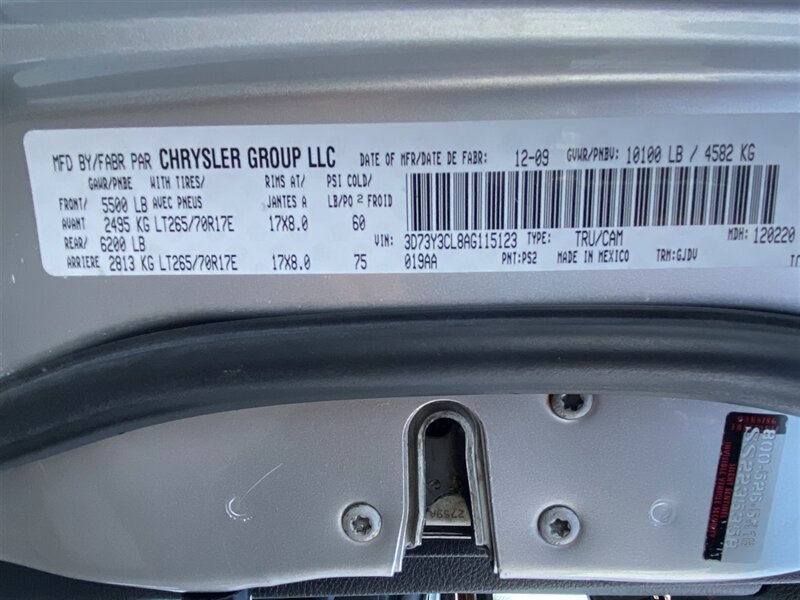 MFD BY/FABR PAR CHRYSLER GROUP LLC DATE OF MFR/DATE DE FABR: 12-09 GVWR/PNBV: 10100 LB / 4582 KG
GAWR/PNBE WITH TIRES/ RIMS AT/ PSI COLD/
FRONT/ 5500 LB AVEC PNEUS JANTES A LB/PO 2 FROID
AVANT 2495 KG LT265/70R17E 17X8.0 60
REAR/ 6200 LB VIN: 3D73Y3CL8AG115123 TYPE: TRU/CAM MDH: 120220
ARRIERE 2813 KG LT265/70R17E 17X8.0 75 019AA PNT:PS2 MADE IN MEXICO TRM:GJDV
2759A